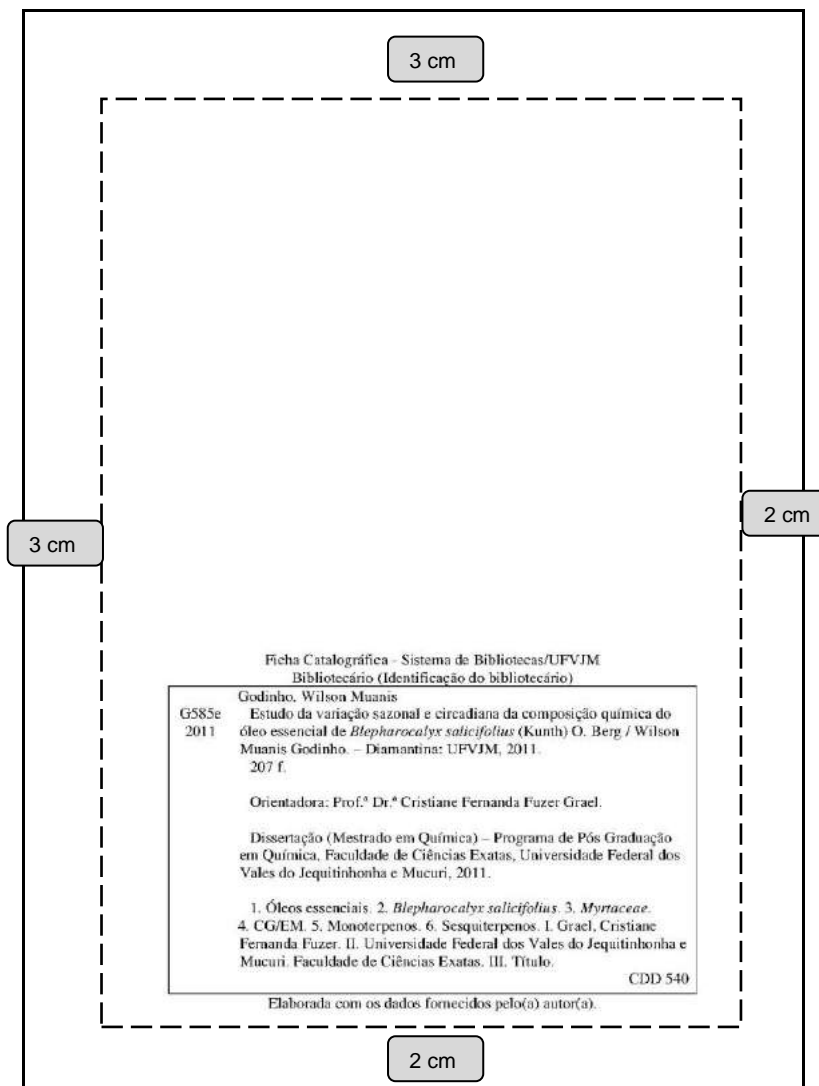 3 cm
3 cm
2 cm
Ficha Catalográfica - Sistema de Bibliotecas/UFVJM
Bibliotecário (Identificação do bibliotecário)
Godinho, Wilson Muanis
G585e Estudo da variação sazonal e circadiana da composição química do
2011 óleo essencial de Blepharocalyx salicifolius (Kunth) O. Berg / Wilson
Muanis Godinho. – Diamantina: UFVJM, 2011.
207 f.
Orientadora: Prof.ª Dr.ª Cristiane Fernanda Fuzer Grael.
Dissertação (Mestrado em Química) – Programa de Pós Graduação
em Química, Faculdade de Ciências Exatas, Universidade Federal dos
Vales do Jequitinhonha e Mucuri, 2011.
1. Óleos essenciais. 2. Blepharocalyx salicifolius. 3. Myrtaceae.
4. CG/EM. 5. Monoterpenos. 6. Sesquiterpenos. I. Grael, Cristiane
Fernanda Fuzer. II. Universidade Federal dos Vales do Jequitinhonha e
Mucuri. Faculdade de Ciências Exatas. III. Título.
CDD 540
Elaborada com os dados fornecidos pelo(a) autor(a).
2 cm